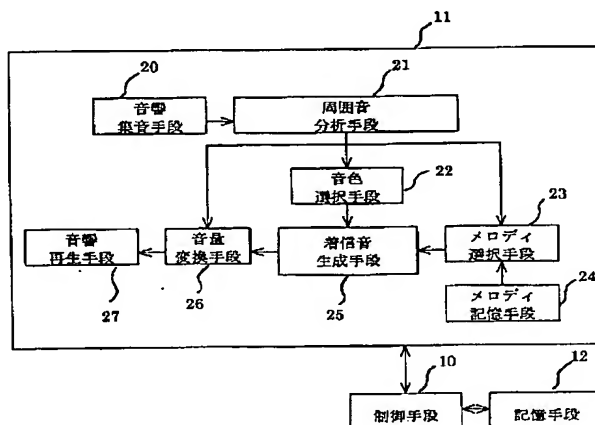 11
20
音響
集音手段
21
周囲音
分析手段
音色
選択手段
22
23
メロディ
選択手段
音響
再生手段
27
音量
変換手段
26
着信音
生成手段
25
メロディ
記憶手段
24
10
制御手段
12
記憶手段